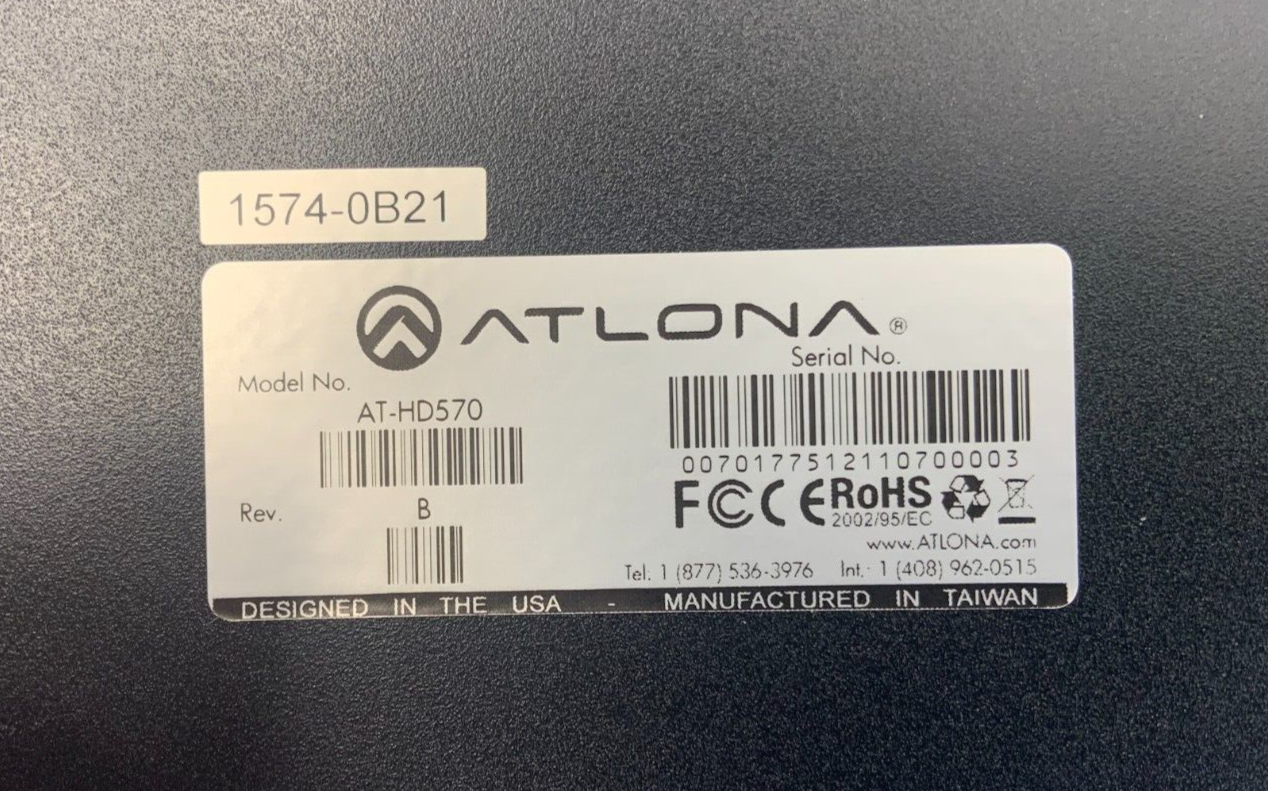 1574-0B21
ATLONA®
Serial No.
Model No.
AT-HD570
0070177512110700003
Rev.
B
FC CE RoHS
2002/95/EC
www.ATLONA.com
Tel: 1 (877) 536-3976 Int.: 1 (408) 962-0515
DESIGNED IN THE USA - MANUFACTURED IN TAIWAN